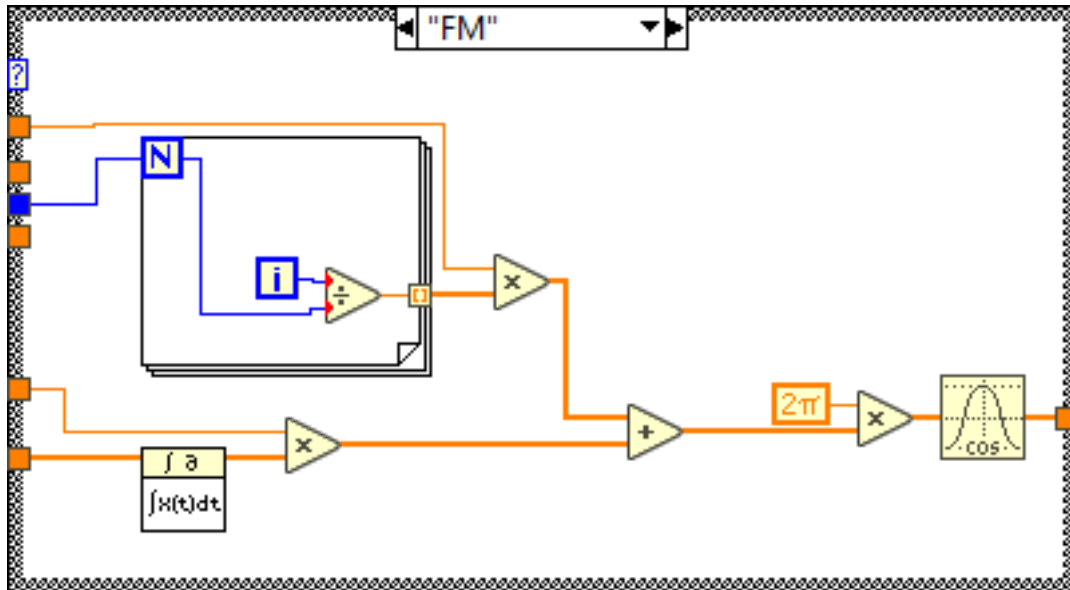 "FM"
?
N
i
÷
[]
×
×
+
2π
×
cos
∫ ∂
∫x(t)dt